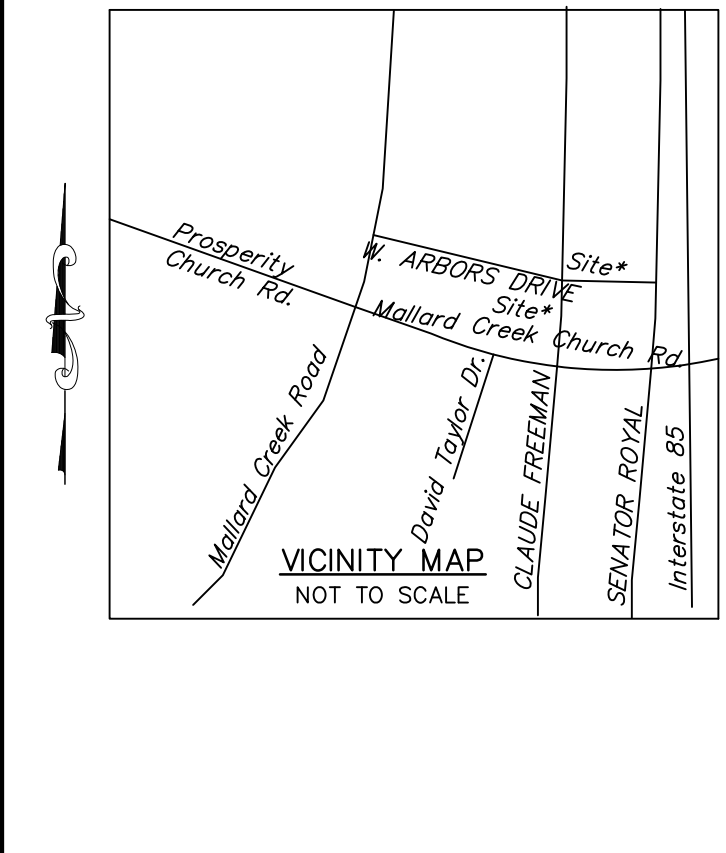 Prosperity
Church Rd.
W. ARBORS DRIVE
Site*
Site*
Mallard Creek Church Rd.
Mallard Creek Road
David Taylor Dr.
CLAUDE FREEMAN
SENATOR ROYAL
Interstate 85
VICINITY MAP
NOT TO SCALE